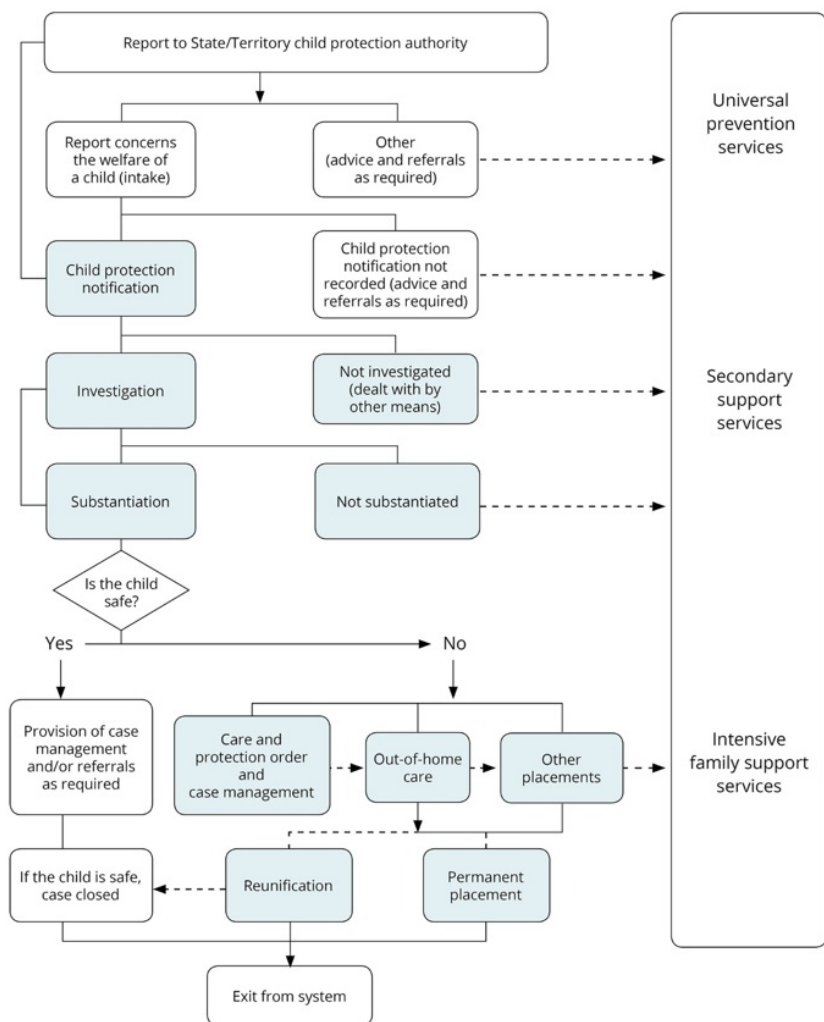 Report to State/Territory child protection authority
Universal
prevention
services
Report concerns
the welfare of
a child (intake)
Other
(advice and referrals
as required)
Child protection
notification
Child protection
notification not
recorded (advice and
referrals as required)
Investigation
Not investigated
(dealt with by
other means)
Secondary
support
services
Substantiation
Not substantiated
Is the child
safe?
Yes
No
Provision of case
management
and/or referrals
as required
Care and
protection order
and
case management
Out-of-home
care
Other
placements
Intensive
family support
services
If the child is safe,
case closed
Reunification
Permanent
placement
Exit from system